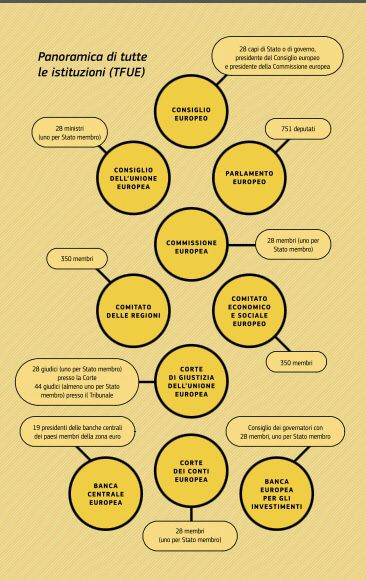 Panoramica di tutte
le istituzioni (TFUE)
28 capi di Stato o di governo,
presidente del Consiglio europeo
e presidente della Commissione europea
CONSIGLIO
EUROPEO
28 ministri
(uno per Stato membro)
751 deputati
CONSIGLIO
DELL'UNIONE
EUROPEA
PARLAMENTO
EUROPEO
COMMISSIONE
EUROPEA
28 membri (uno per
Stato membro)
350 membri
COMITATO
DELLE REGIONI
COMITATO
ECONOMICO
E SOCIALE
EUROPEO
350 membri
28 giudici (uno per Stato membro)
presso la Corte
44 giudici (almeno uno per Stato
membro) presso il Tribunale
CORTE
DI GIUSTIZIA
DELL'UNIONE
EUROPEA
19 presidenti delle banche centrali
dei paesi membri della zona euro
Consiglio dei governatori con
28 membri, uno per Stato membro
BANCA
CENTRALE
EUROPEA
CORTE
DEI CONTI
EUROPEA
BANCA
EUROPEA
PER GLI
INVESTIMENTI
28 membri
(uno per Stato membro)